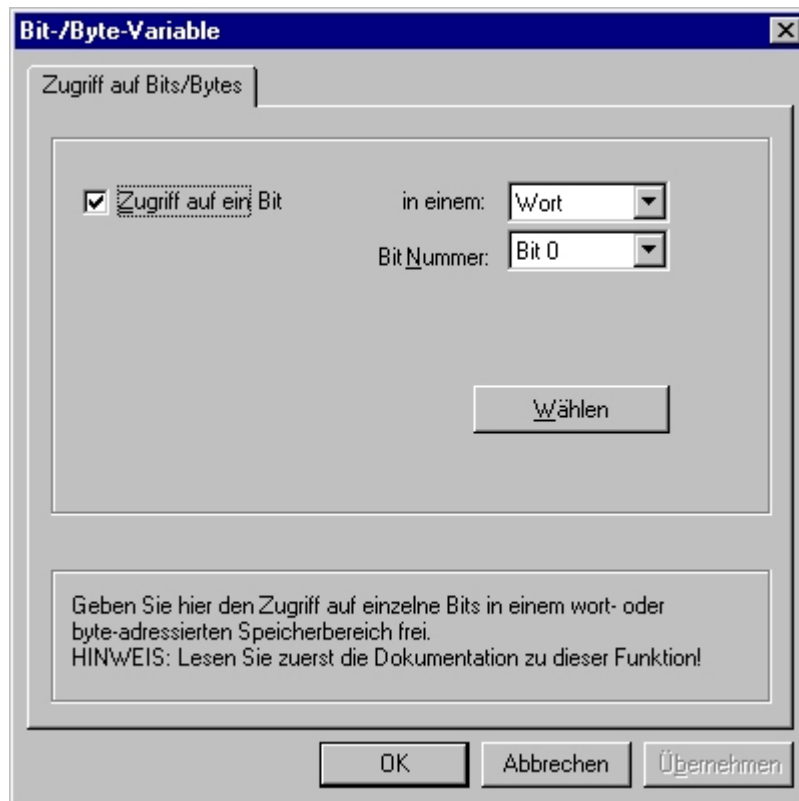 Bit-/Byte-Variable
Zugriff auf Bits/Bytes
Zugriff auf ein Bit in einem: Wort
Bit Nummer: Bit 0
Wählen
Geben Sie hier den Zugriff auf einzelne Bits in einem wort- oder
byte-adressierten Speicherbereich frei.
HINWEIS: Lesen Sie zuerst die Dokumentation zu dieser Funktion!
OK Abbrechen Übernehmen